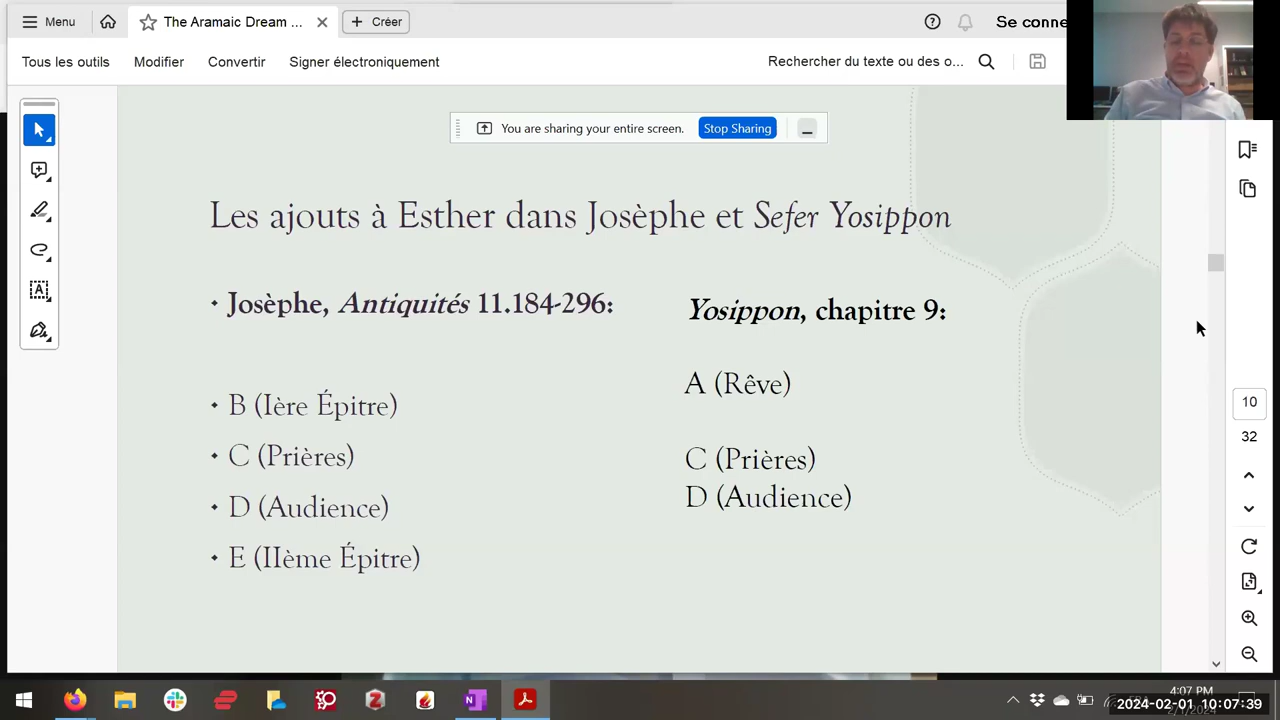 Menu
The Aramaic Dream ...
Créer
Se conne
Tous les outils
Modifier
Convertir
Signer électroniquement
Rechercher du texte ou des o...
You are sharing your entire screen.
Stop Sharing
Les ajouts à Esther dans Josèphe et Sefer Yosippon
• Josèphe, Antiquités 11.184-296:
• B (Ière Épitre)
• C (Prières)
• D (Audience)
• E (IIème Épitre)
Yosippon, chapitre 9:
A (Rêve)
C (Prières)
D (Audience)
10
32
4:07 PM
2024-02-01 10:07:39